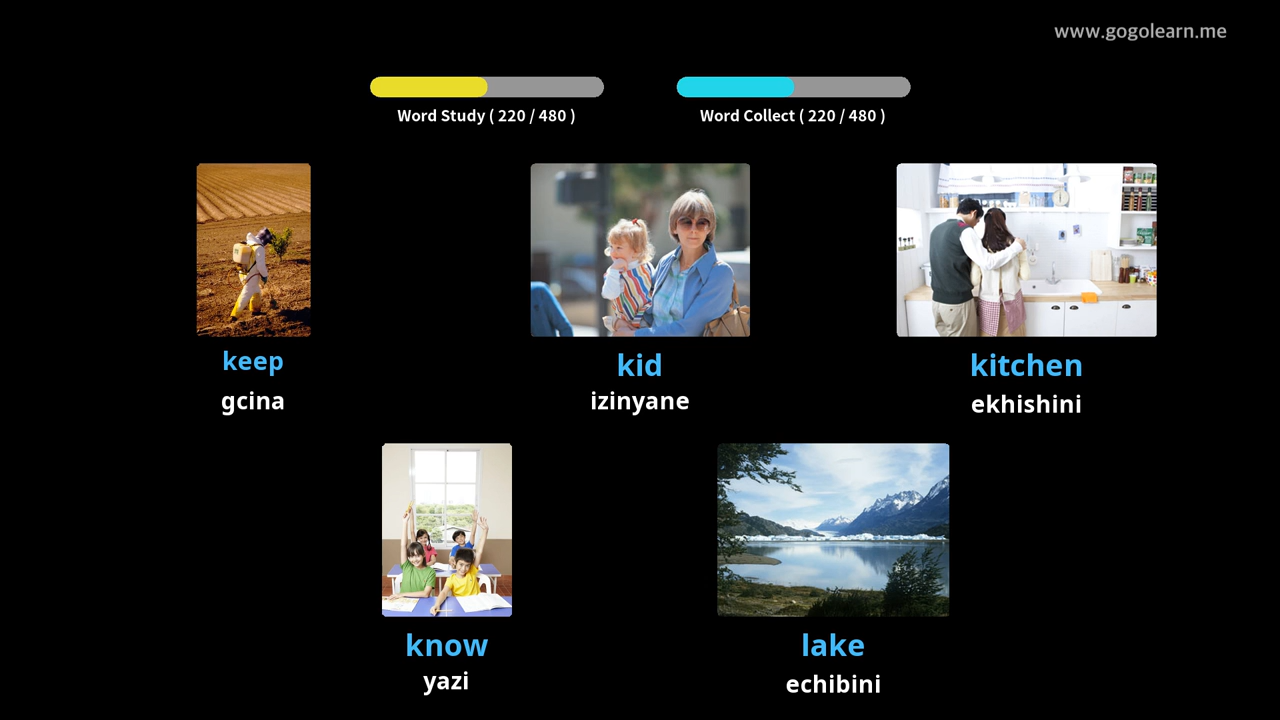 www.gogolearn.me
Word Study ( 220 / 480 )
Word Collect ( 220 / 480 )
keep
gcina
kid
izinyane
kitchen
ekhishini
know
yazi
lake
echibini